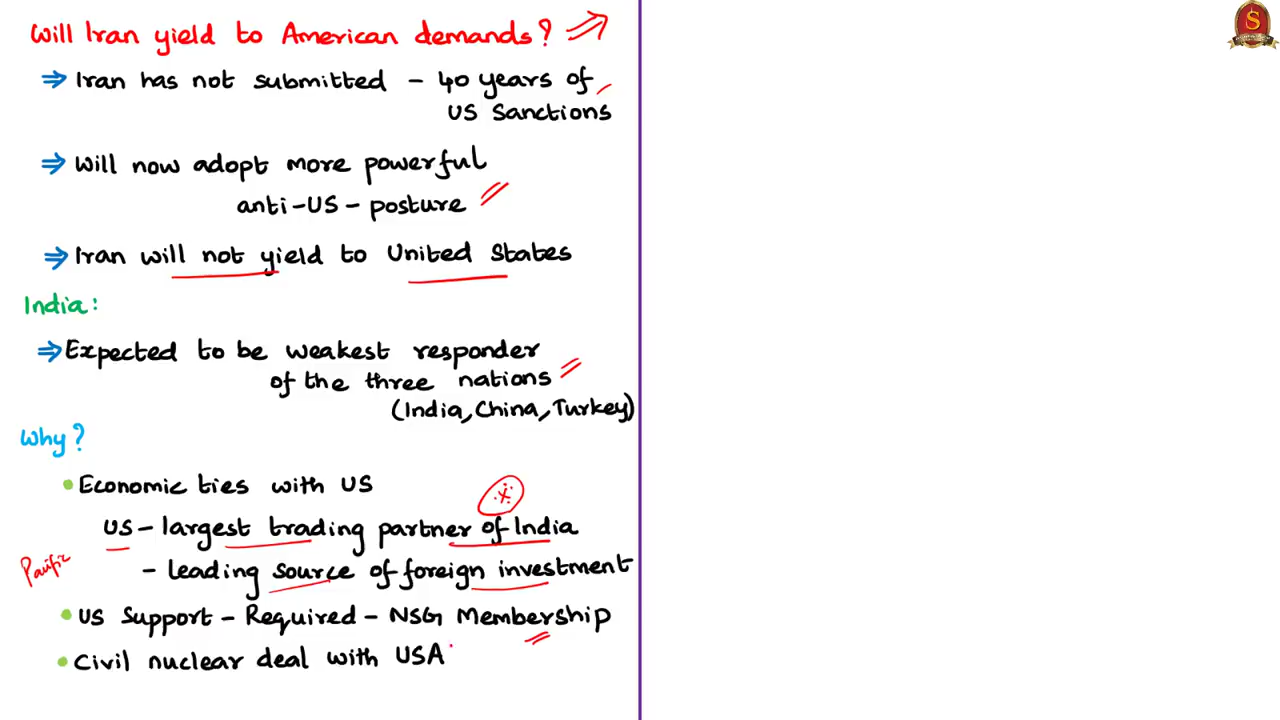 Will Iran yield to American demands?
⇒ Iran has not submitted - 40 years of
US Sanctions
⇒ Will now adopt more powerful
anti-US-posture
⇒ Iran will not yield to United States
India:
⇒ Expected to be weakest responder
of the three nations
(India, China, Turkey)
Why?
• Economic ties with US
US - largest trading partner of India
Pacific
- leading source of foreign investment
• US Support - Required - NSG Membership
• Civil nuclear deal with USA
S